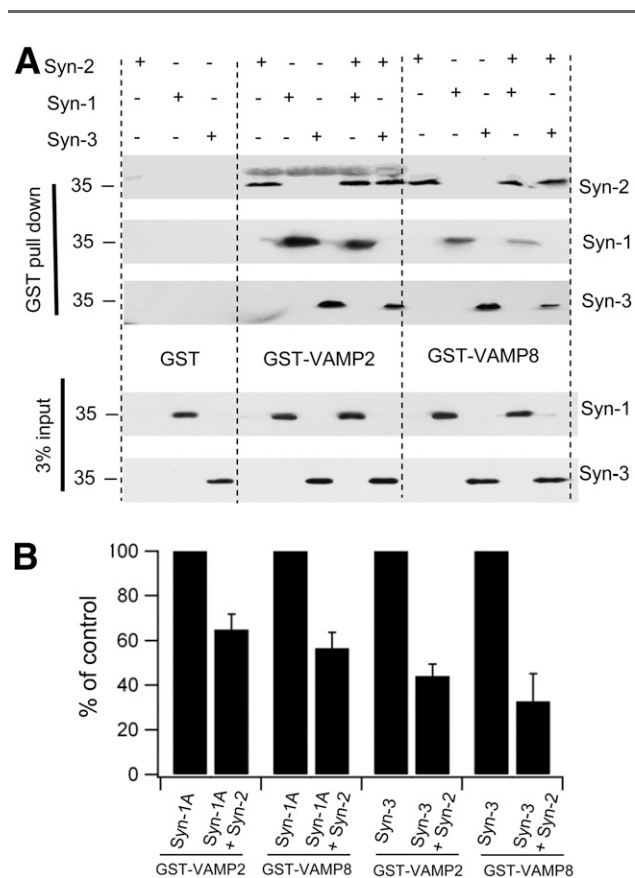 A
Syn-2 + - - + - - + + + - - + +
Syn-1 - + - - + - + - - + - + -
Syn-3 - - + - - + - + - - + - +
GST pull down
35 Syn-2
35 Syn-1
35 Syn-3
GST GST-VAMP2 GST-VAMP8
3% input
35 Syn-1
35 Syn-3
B
% of control
100
80
60
40
20
0
Syn-1A Syn-1A + Syn-2 Syn-1A Syn-1A + Syn-2 Syn-3 Syn-3 + Syn-2 Syn-3 Syn-3 + Syn-2
GST-VAMP2 GST-VAMP8 GST-VAMP2 GST-VAMP8